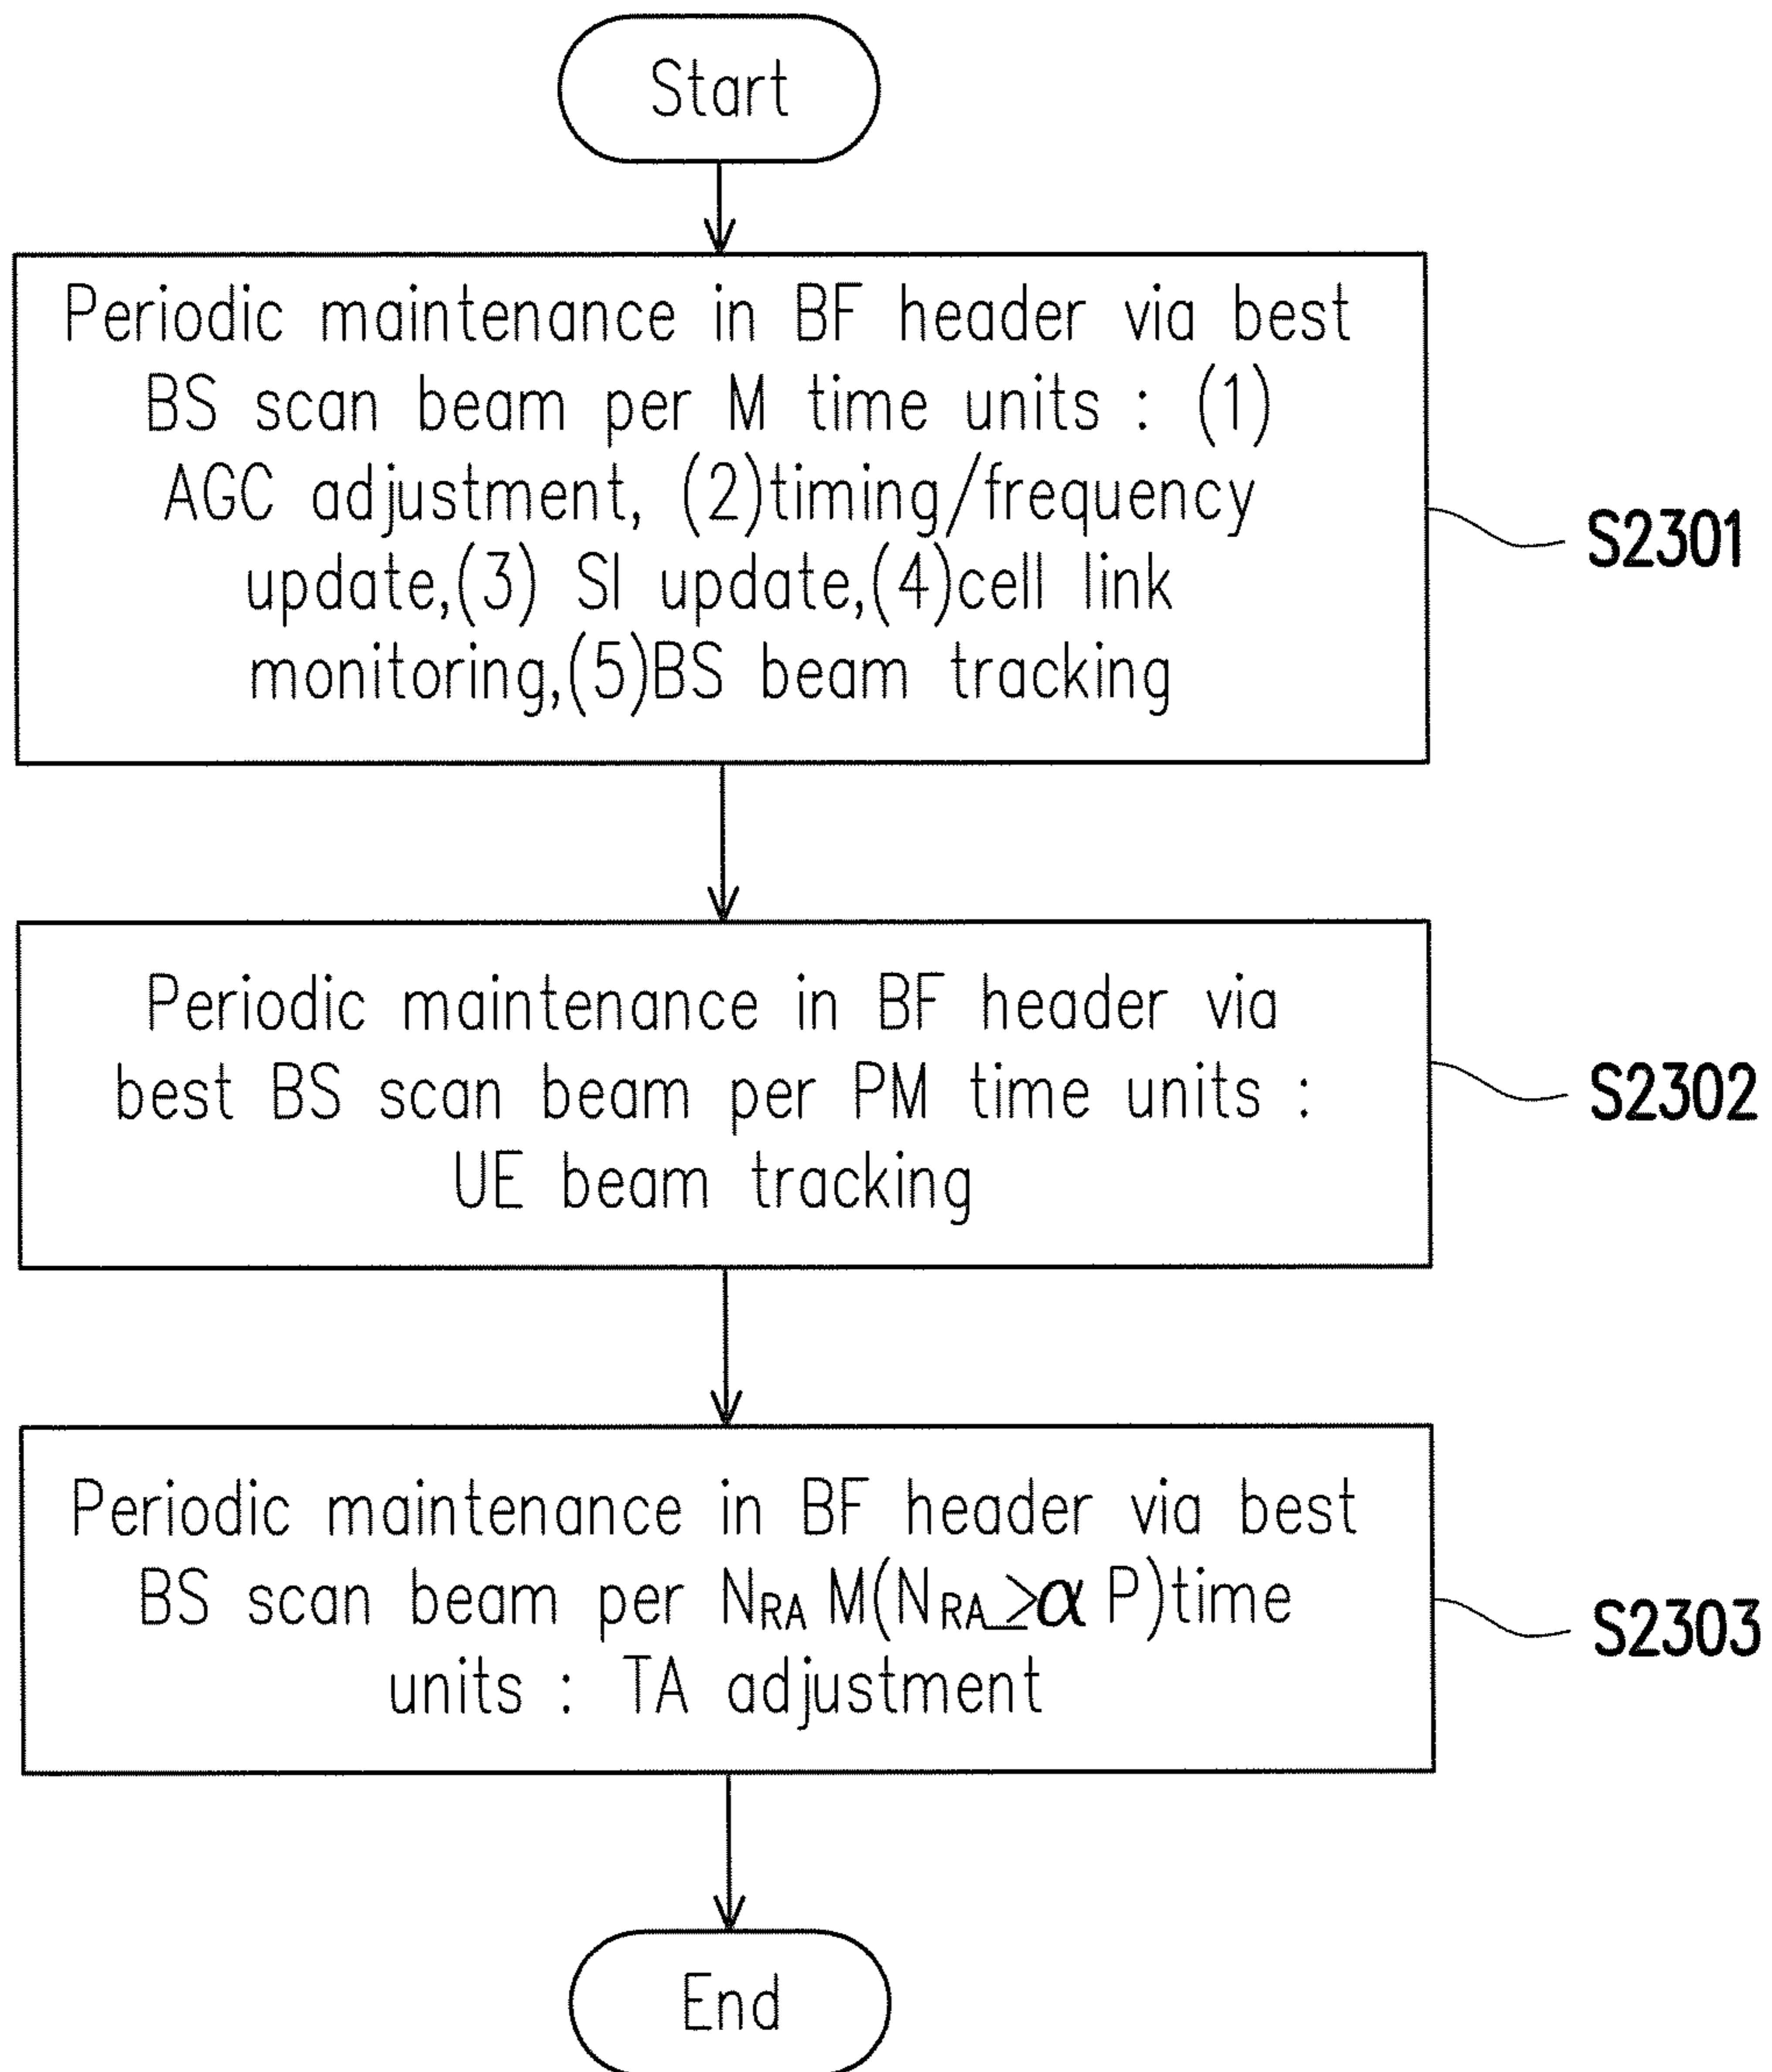 Start
Periodic maintenance in BF header via best
BS scan beam per M time units : (1)
AGC adjustment, (2)timing/frequency
update,(3) SI update,(4)cell link
monitoring,(5)BS beam tracking
S2301
Periodic maintenance in BF header via
best BS scan beam per PM time units :
UE beam tracking
S2302
Periodic maintenance in BF header via best
BS scan beam per NRA M(NRA≥α P)time
units : TA adjustment
S2303
End